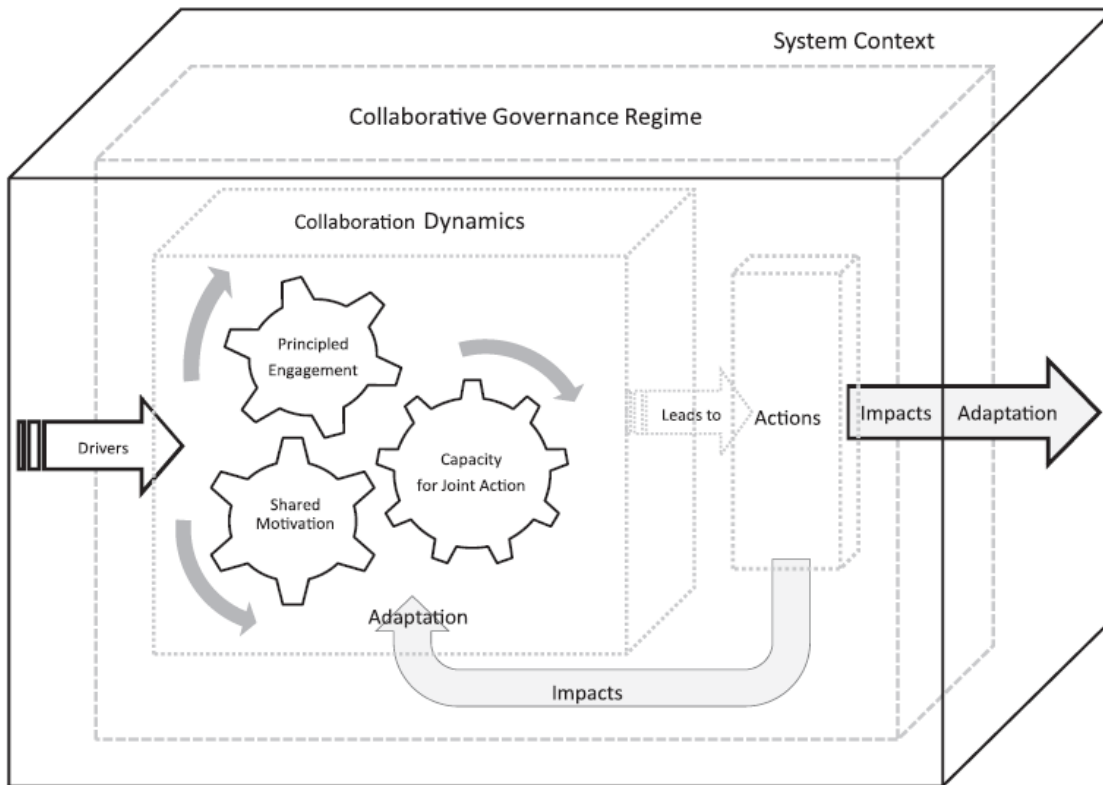 System Context
Collaborative Governance Regime
Collaboration Dynamics
Principled
Engagement
Drivers
Shared
Motivation
Capacity
for Joint Action
Leads to
Actions
Impacts
Adaptation
Adaptation
Impacts